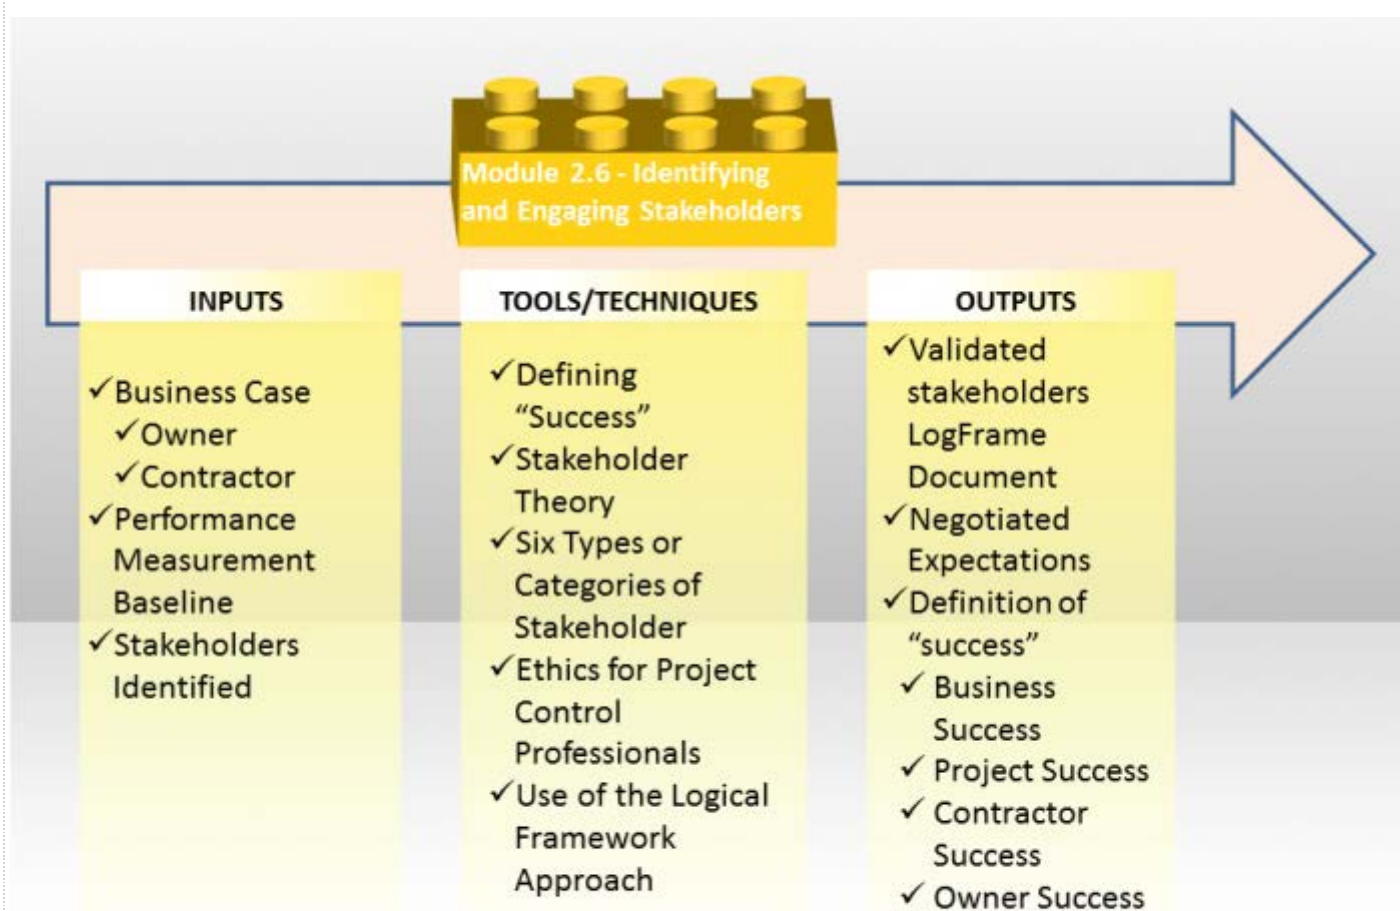 Module 2.6 - Identifying
and Engaging Stakeholders
INPUTS
✓Business Case
✓Owner
✓Contractor
✓Performance
Measurement
Baseline
✓Stakeholders
Identified
TOOLS/TECHNIQUES
✓Defining
“Success”
✓Stakeholder
Theory
✓Six Types or
Categories of
Stakeholder
✓Ethics for Project
Control
Professionals
✓Use of the Logical
Framework
Approach
OUTPUTS
✓Validated
stakeholders
LogFrame
Document
✓Negotiated
Expectations
✓Definition of
“success”
✓ Business
Success
✓ Project Success
✓ Contractor
Success
✓ Owner Success